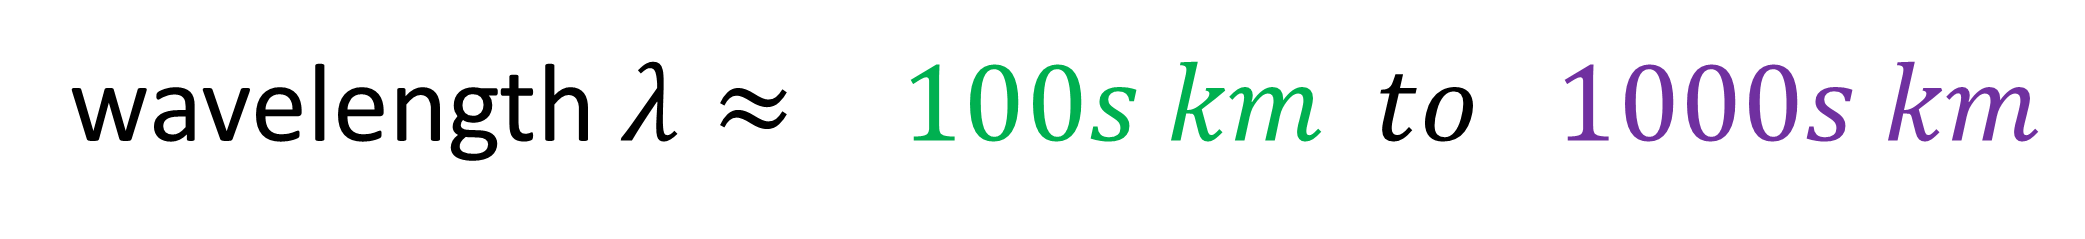 wavelength λ ≈ 100s km to 1000s km